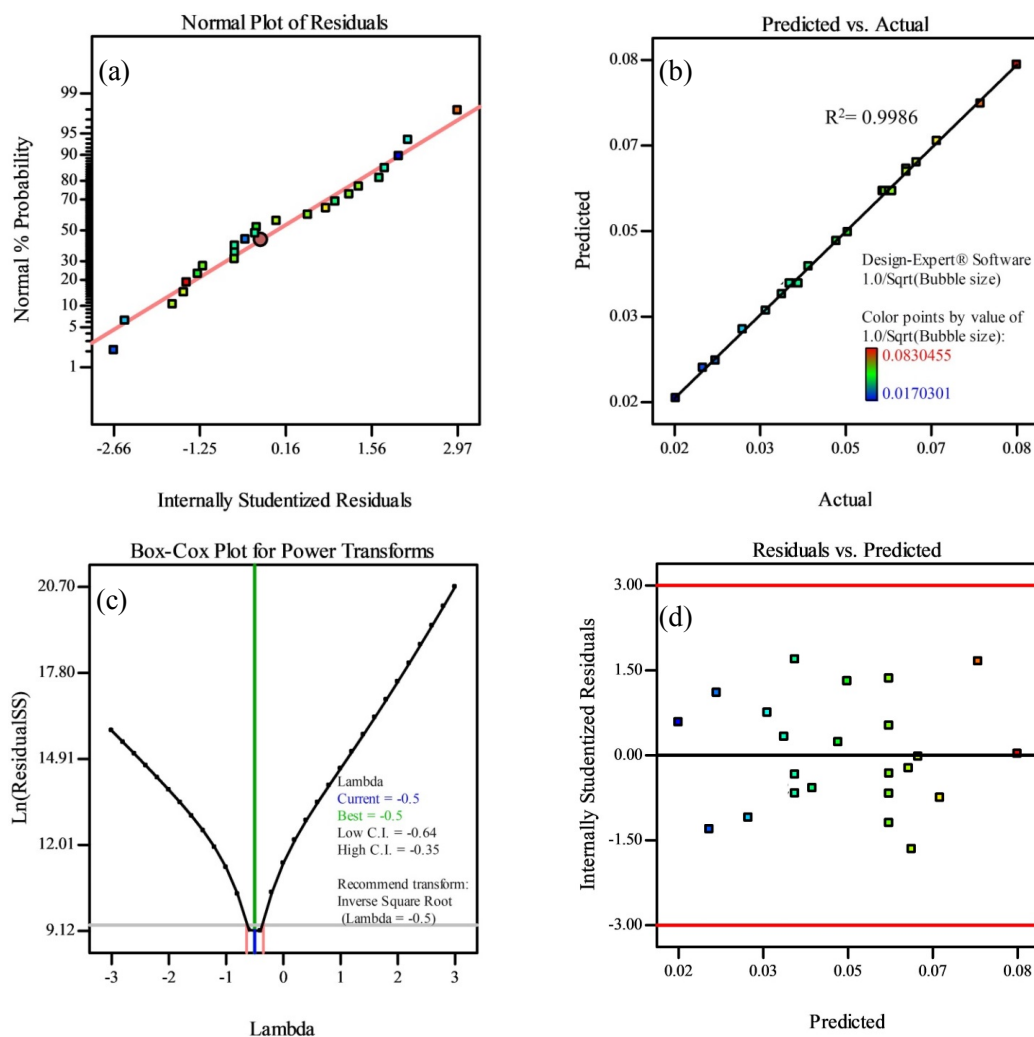 Normal Plot of Residuals
(a)
Normal % Probability
99
95
90
80
70
50
30
20
10
5
1
-2.66
-1.25
0.16
1.56
2.97
Internally Studentized Residuals
Predicted vs. Actual
(b)
Predicted
0.08
0.07
0.05
0.03
0.02
R²= 0.9986
Design-Expert® Software
1.0/Sqrt(Bubble size)
Color points by value of
1.0/Sqrt(Bubble size):
0.0830455
0.0170301
0.02
0.03
0.05
0.07
0.08
Actual
Box-Cox Plot for Power Transforms
(c)
Ln(ResidualSS)
20.70
17.80
14.91
12.01
9.12
Lambda
Current = -0.5
Best = -0.5
Low C.I. = -0.64
High C.I. = -0.35
Recommend transform:
Inverse Square Root
(Lambda = -0.5)
-3
-2
-1
0
1
2
3
Lambda
Residuals vs. Predicted
(d)
Internally Studentized Residuals
3.00
1.50
0.00
-1.50
-3.00
0.02
0.03
0.05
0.07
0.08
Predicted